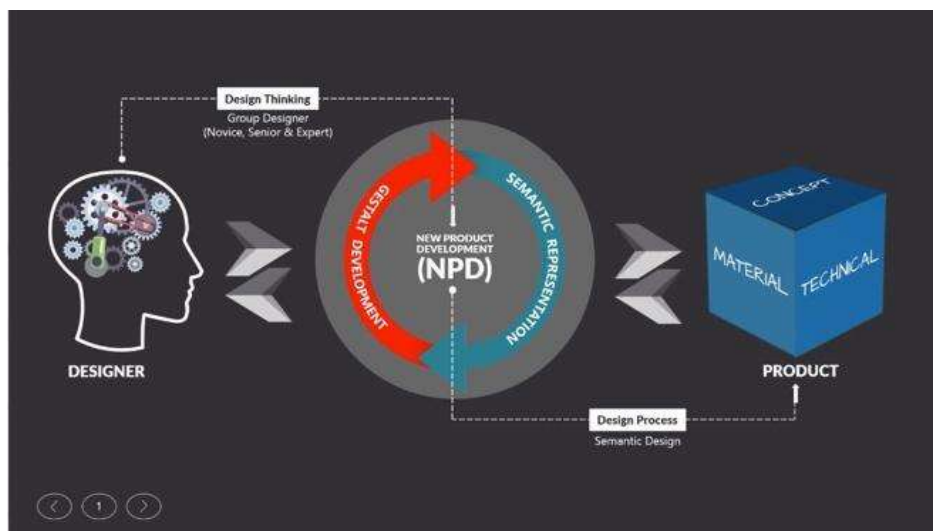 Design Thinking
Group Designer
(Novice, Senior & Expert)
GESTALT DEVELOPMENT
SEMANTIC REPRESENTATION
NEW PRODUCT
DEVELOPMENT
(NPD)
CONCEPT
MATERIAL
TECHNICAL
DESIGNER
PRODUCT
Design Process
Semantic Design
1